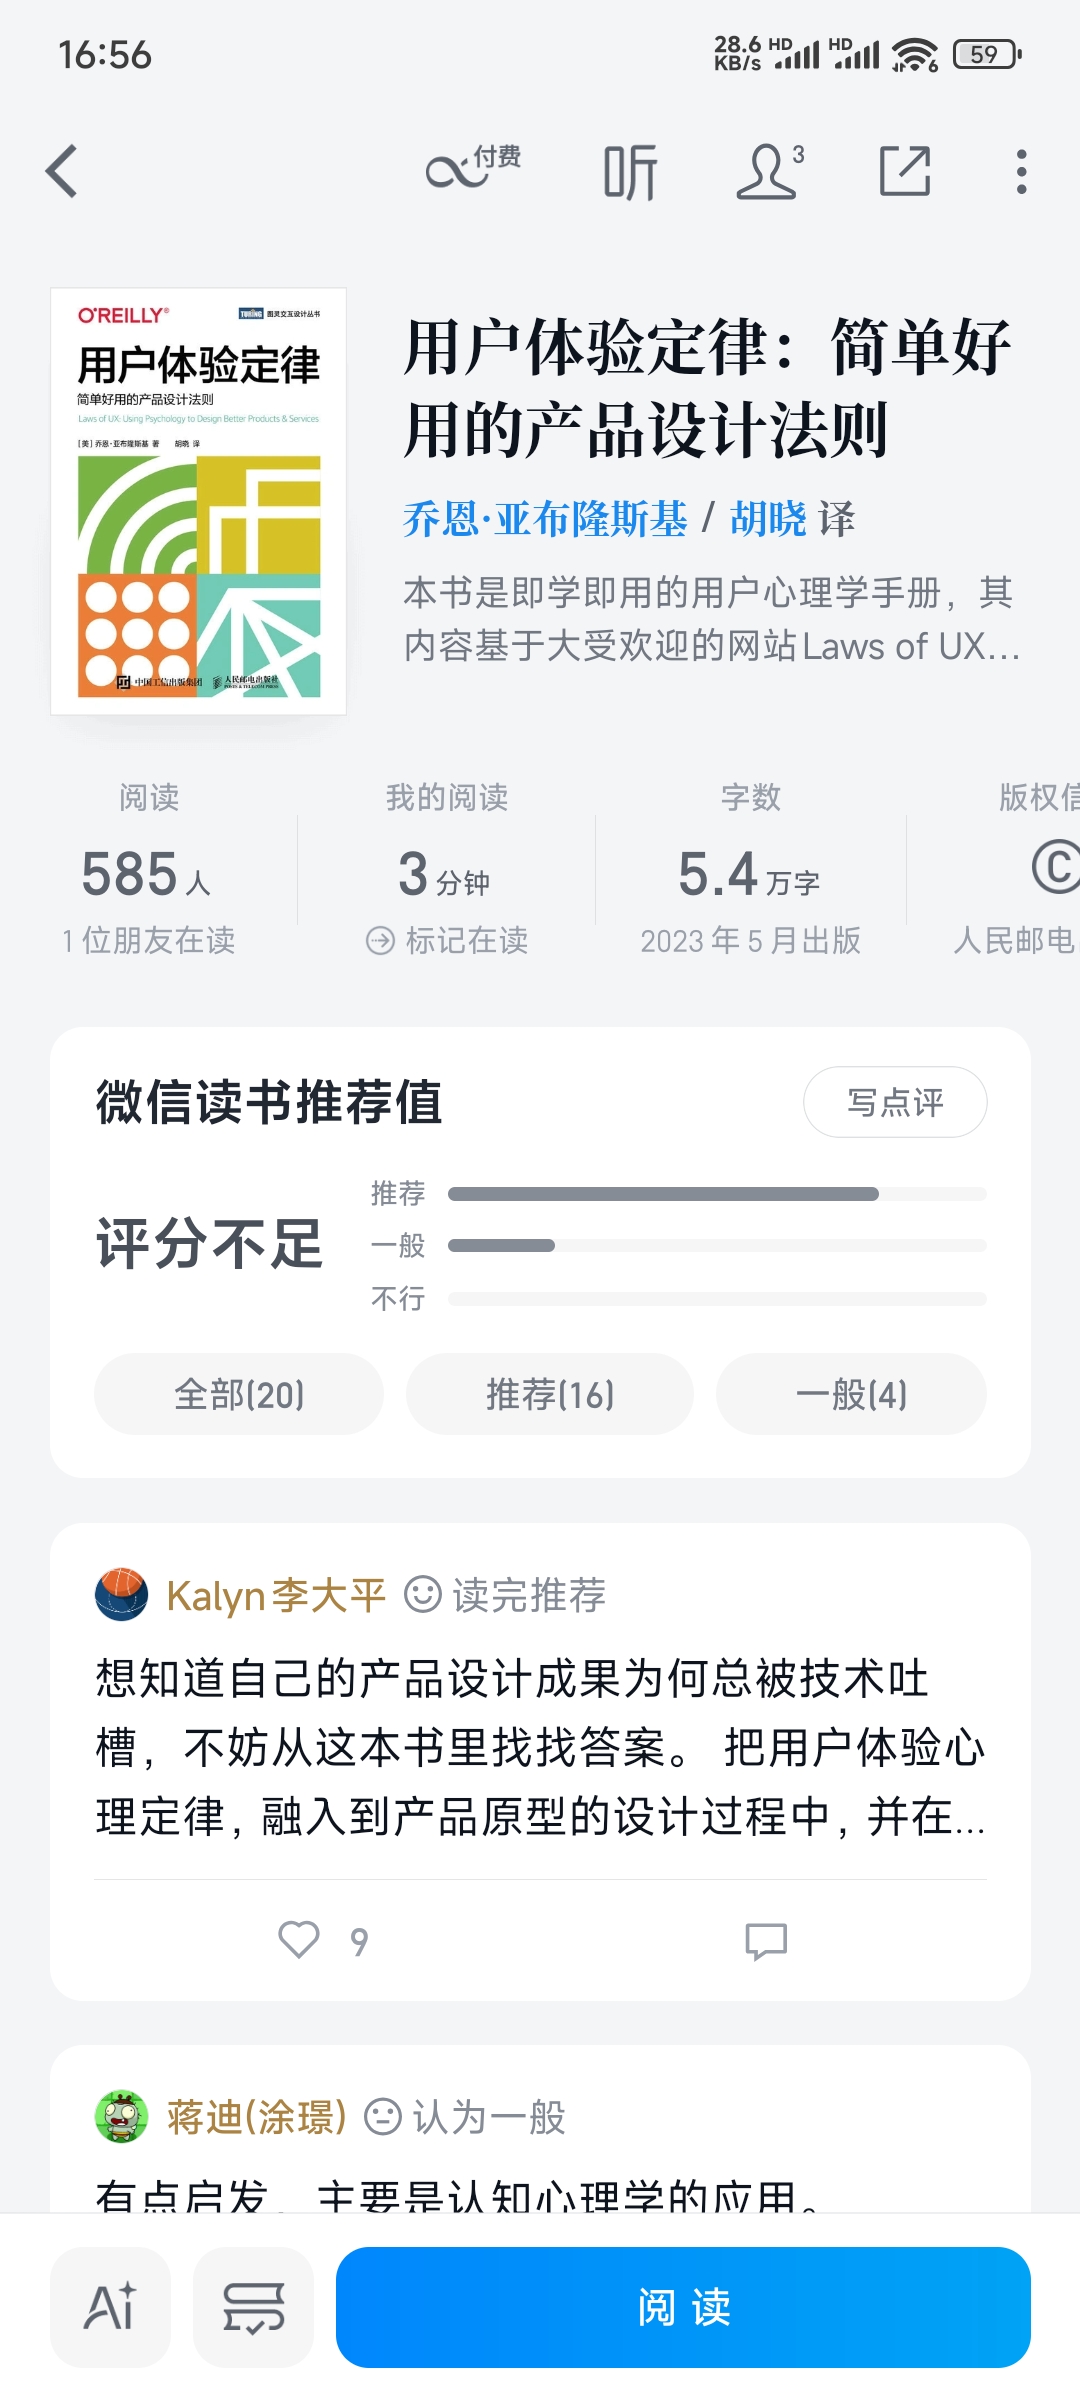 16:56
28.6 KB/s HD HD 6 59
付费 听 3
O'REILLY® TURING 图灵交互设计丛书
用户体验定律
简单好用的产品设计法则
Laws of UX: Using Psychology to Design Better Products & Services
[美] 乔恩·亚布隆斯基 著 胡晓 译
中国工信出版集团 人民邮电出版社
POSTS & TELECOM PRESS
用户体验定律：简单好
用的产品设计法则
乔恩·亚布隆斯基 / 胡晓 译
本书是即学即用的用户心理学手册，其
内容基于大受欢迎的网站Laws of UX...
阅读 我的阅读 字数 版权信
585人 3分钟 5.4万字 ©
1 位朋友在读 标记在读 2023 年 5 月出版 人民邮电
微信读书推荐值 写点评
评分不足
推荐
一般
不行
全部(20) 推荐(16) 一般(4)
Kalyn李大平 读完推荐
想知道自己的产品设计成果为何总被技术吐
槽，不妨从这本书里找找答案。 把用户体验心
理定律，融入到产品原型的设计过程中，并在...
9
蒋迪(涂璟) 认为一般
有点启发，主要是认知心理学的应用。
Ai 阅读